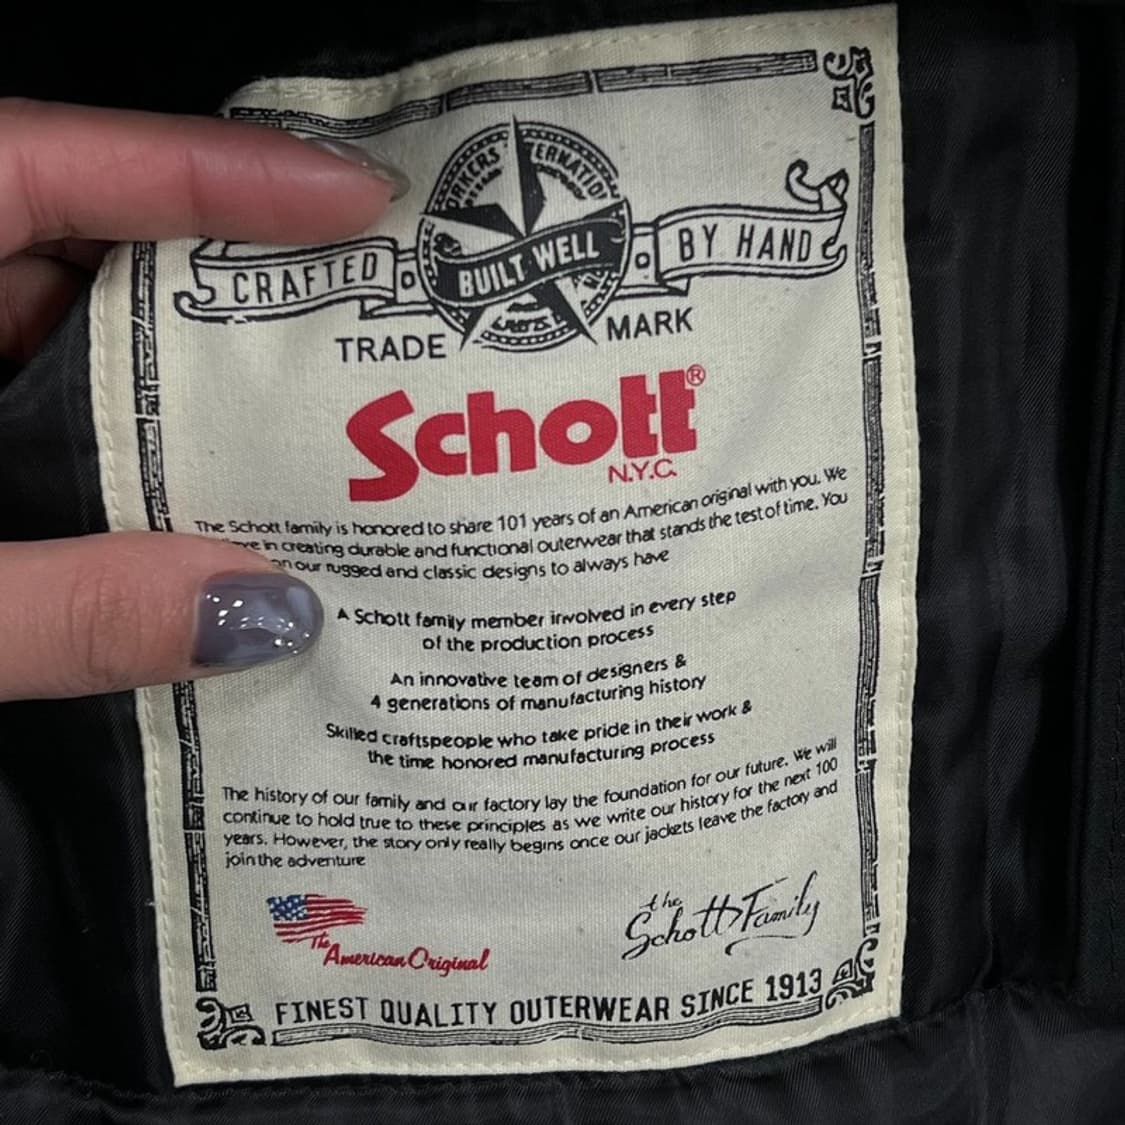 ORKERS TERNATIO
CRAFTED BUILT WELL BY HAND
TRADE MARK
Schott®
N.Y.C.
The Schott family is honored to share 101 years of an American original with you. We
in creating durable and functional outerwear that stands the test of time. You
on our rugged and classic designs to always have
A Schott family member involved in every step
of the production process
An innovative team of designers &
4 generations of manufacturing history
Skilled craftspeople who take pride in their work &
the time honored manufacturing process
The history of our family and our factory lay the foundation for our future. We will
continue to hold true to these principles as we write our history for the next 100
years. However, the story only really begins once our jackets leave the factory and
join the adventure
The American Original
the Schott Family
FINEST QUALITY OUTERWEAR SINCE 1913